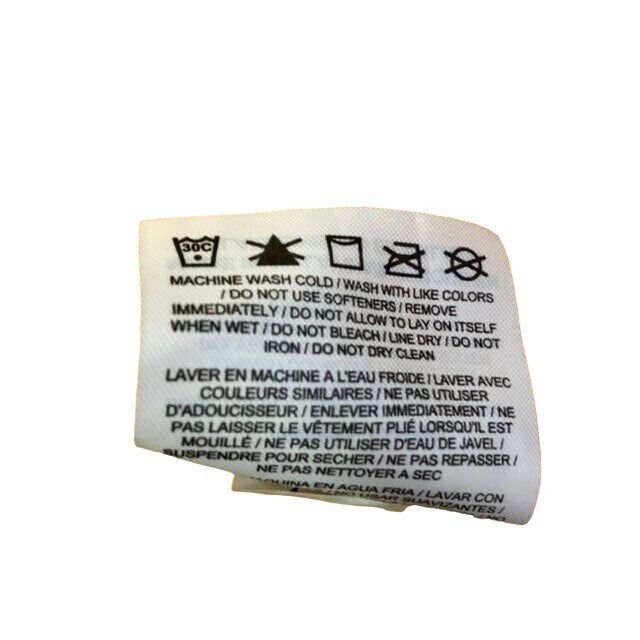 30C
MACHINE WASH COLD / WASH WITH LIKE COLORS
/ DO NOT USE SOFTENERS / REMOVE
IMMEDIATELY / DO NOT ALLOW TO LAY ON ITSELF
WHEN WET / DO NOT BLEACH / LINE DRY / DO NOT
IRON / DO NOT DRY CLEAN
LAVER EN MACHINE A L'EAU FROIDE / LAVER AVEC
COULEURS SIMILAIRES / NE PAS UTILISER
D'ADOUCISSEUR / ENLEVER IMMEDIATEMENT / NE
PAS LAISSER LE VÊTEMENT PLIÉ LORSQU'IL EST
MOUILLÉ / NE PAS UTILISER D'EAU DE JAVEL /
SUSPENDRE POUR SECHER / NE PAS REPASSER /
NE PAS NETTOYER A SEC
EN AGUA FRIA / LAVAR CON
/ NO USAR SUAVIZANTES /